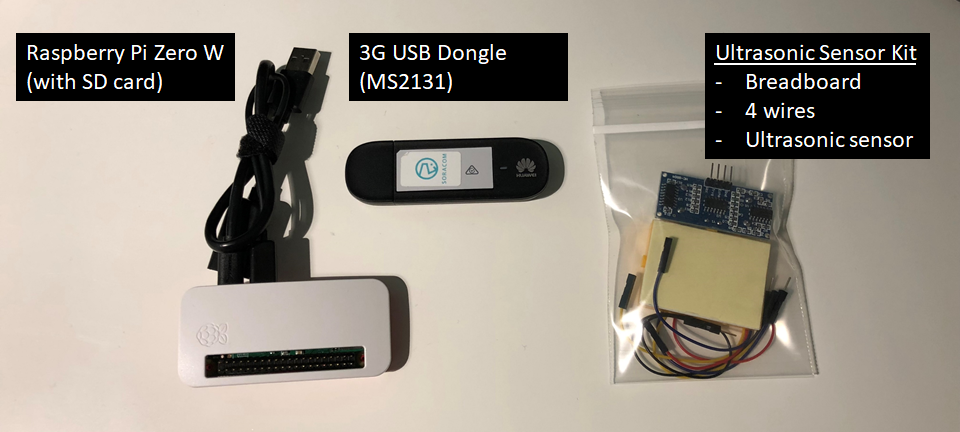 Raspberry Pi Zero W
(with SD card)
3G USB Dongle
(MS2131)
Ultrasonic Sensor Kit
- Breadboard
- 4 wires
- Ultrasonic sensor
SORACOM
HUAWEI